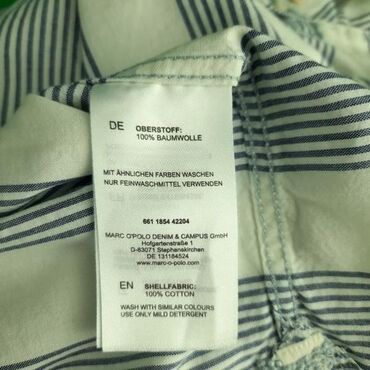 DE OBERSTOFF:
100% BAUMWOLLE
MIT ÄHNLICHEN FARBEN WASCHEN
NUR FEINWASCHMITTEL VERWENDEN
661 1854 42204
MARC O'POLO DENIM & CAMPUS GmbH
Hofgartenstraße 1
D-83071 Stephanskirchen
DE 131184524
www.marc-o-polo.com
EN SHELLFABRIC:
100% COTTON
WASH WITH SIMILAR COLOURS
USE ONLY MILD DETERGENT